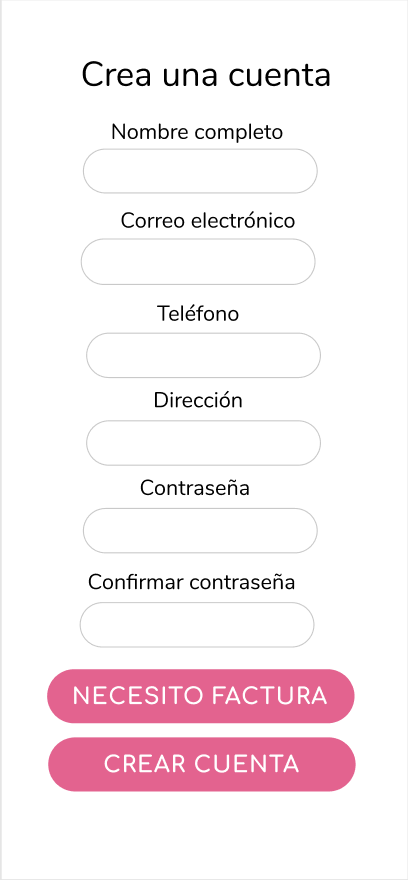 Crea una cuenta
Nombre completo
Correo electrónico
Teléfono
Dirección
Contraseña
Confirmar contraseña
NECESITO FACTURA
CREAR CUENTA